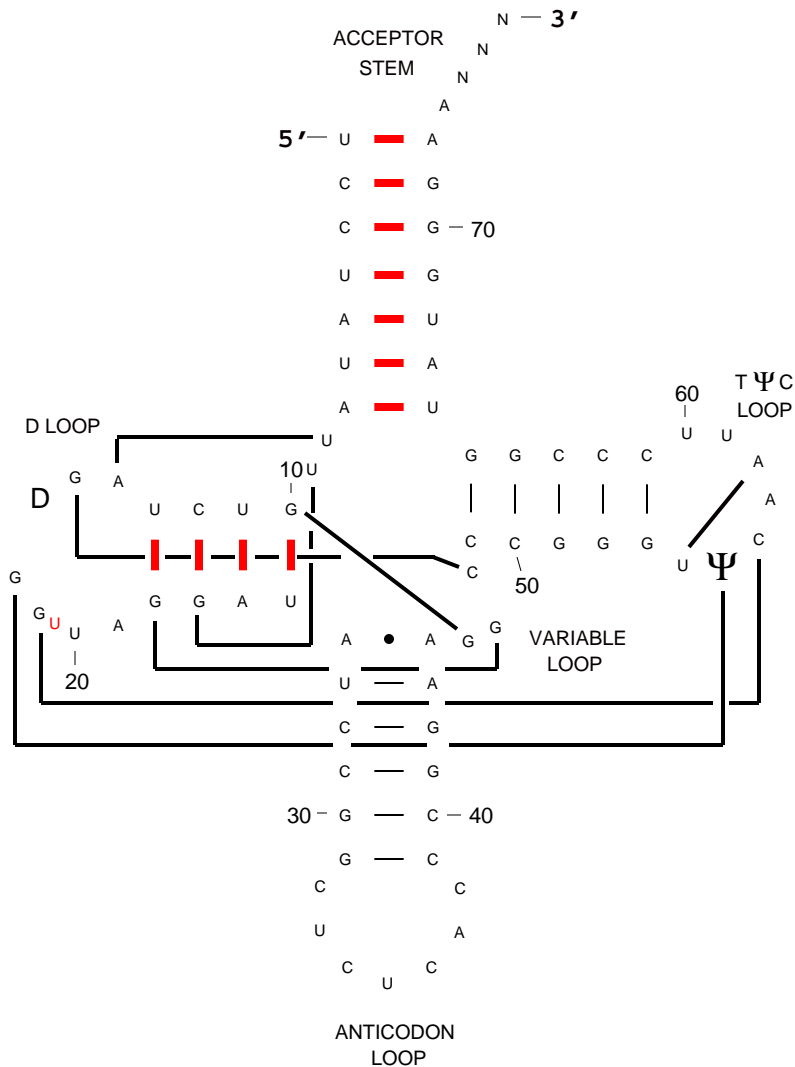 N 3′
ACCEPTOR
STEM
N
N
A
5′ U A
C G
C G 70
U G
A U
U A
A U
T Ψ C
LOOP
60
D LOOP
U
U U
G A
10 U
G G C C C
A
D
U C U G
A
C C G G G U Ψ C
C 50
G
G U U A G G A U
20
A A G G
VARIABLE
LOOP
U A
C G
C G
30 G C 40
G C
C C
U A
C U C
ANTICODON
LOOP